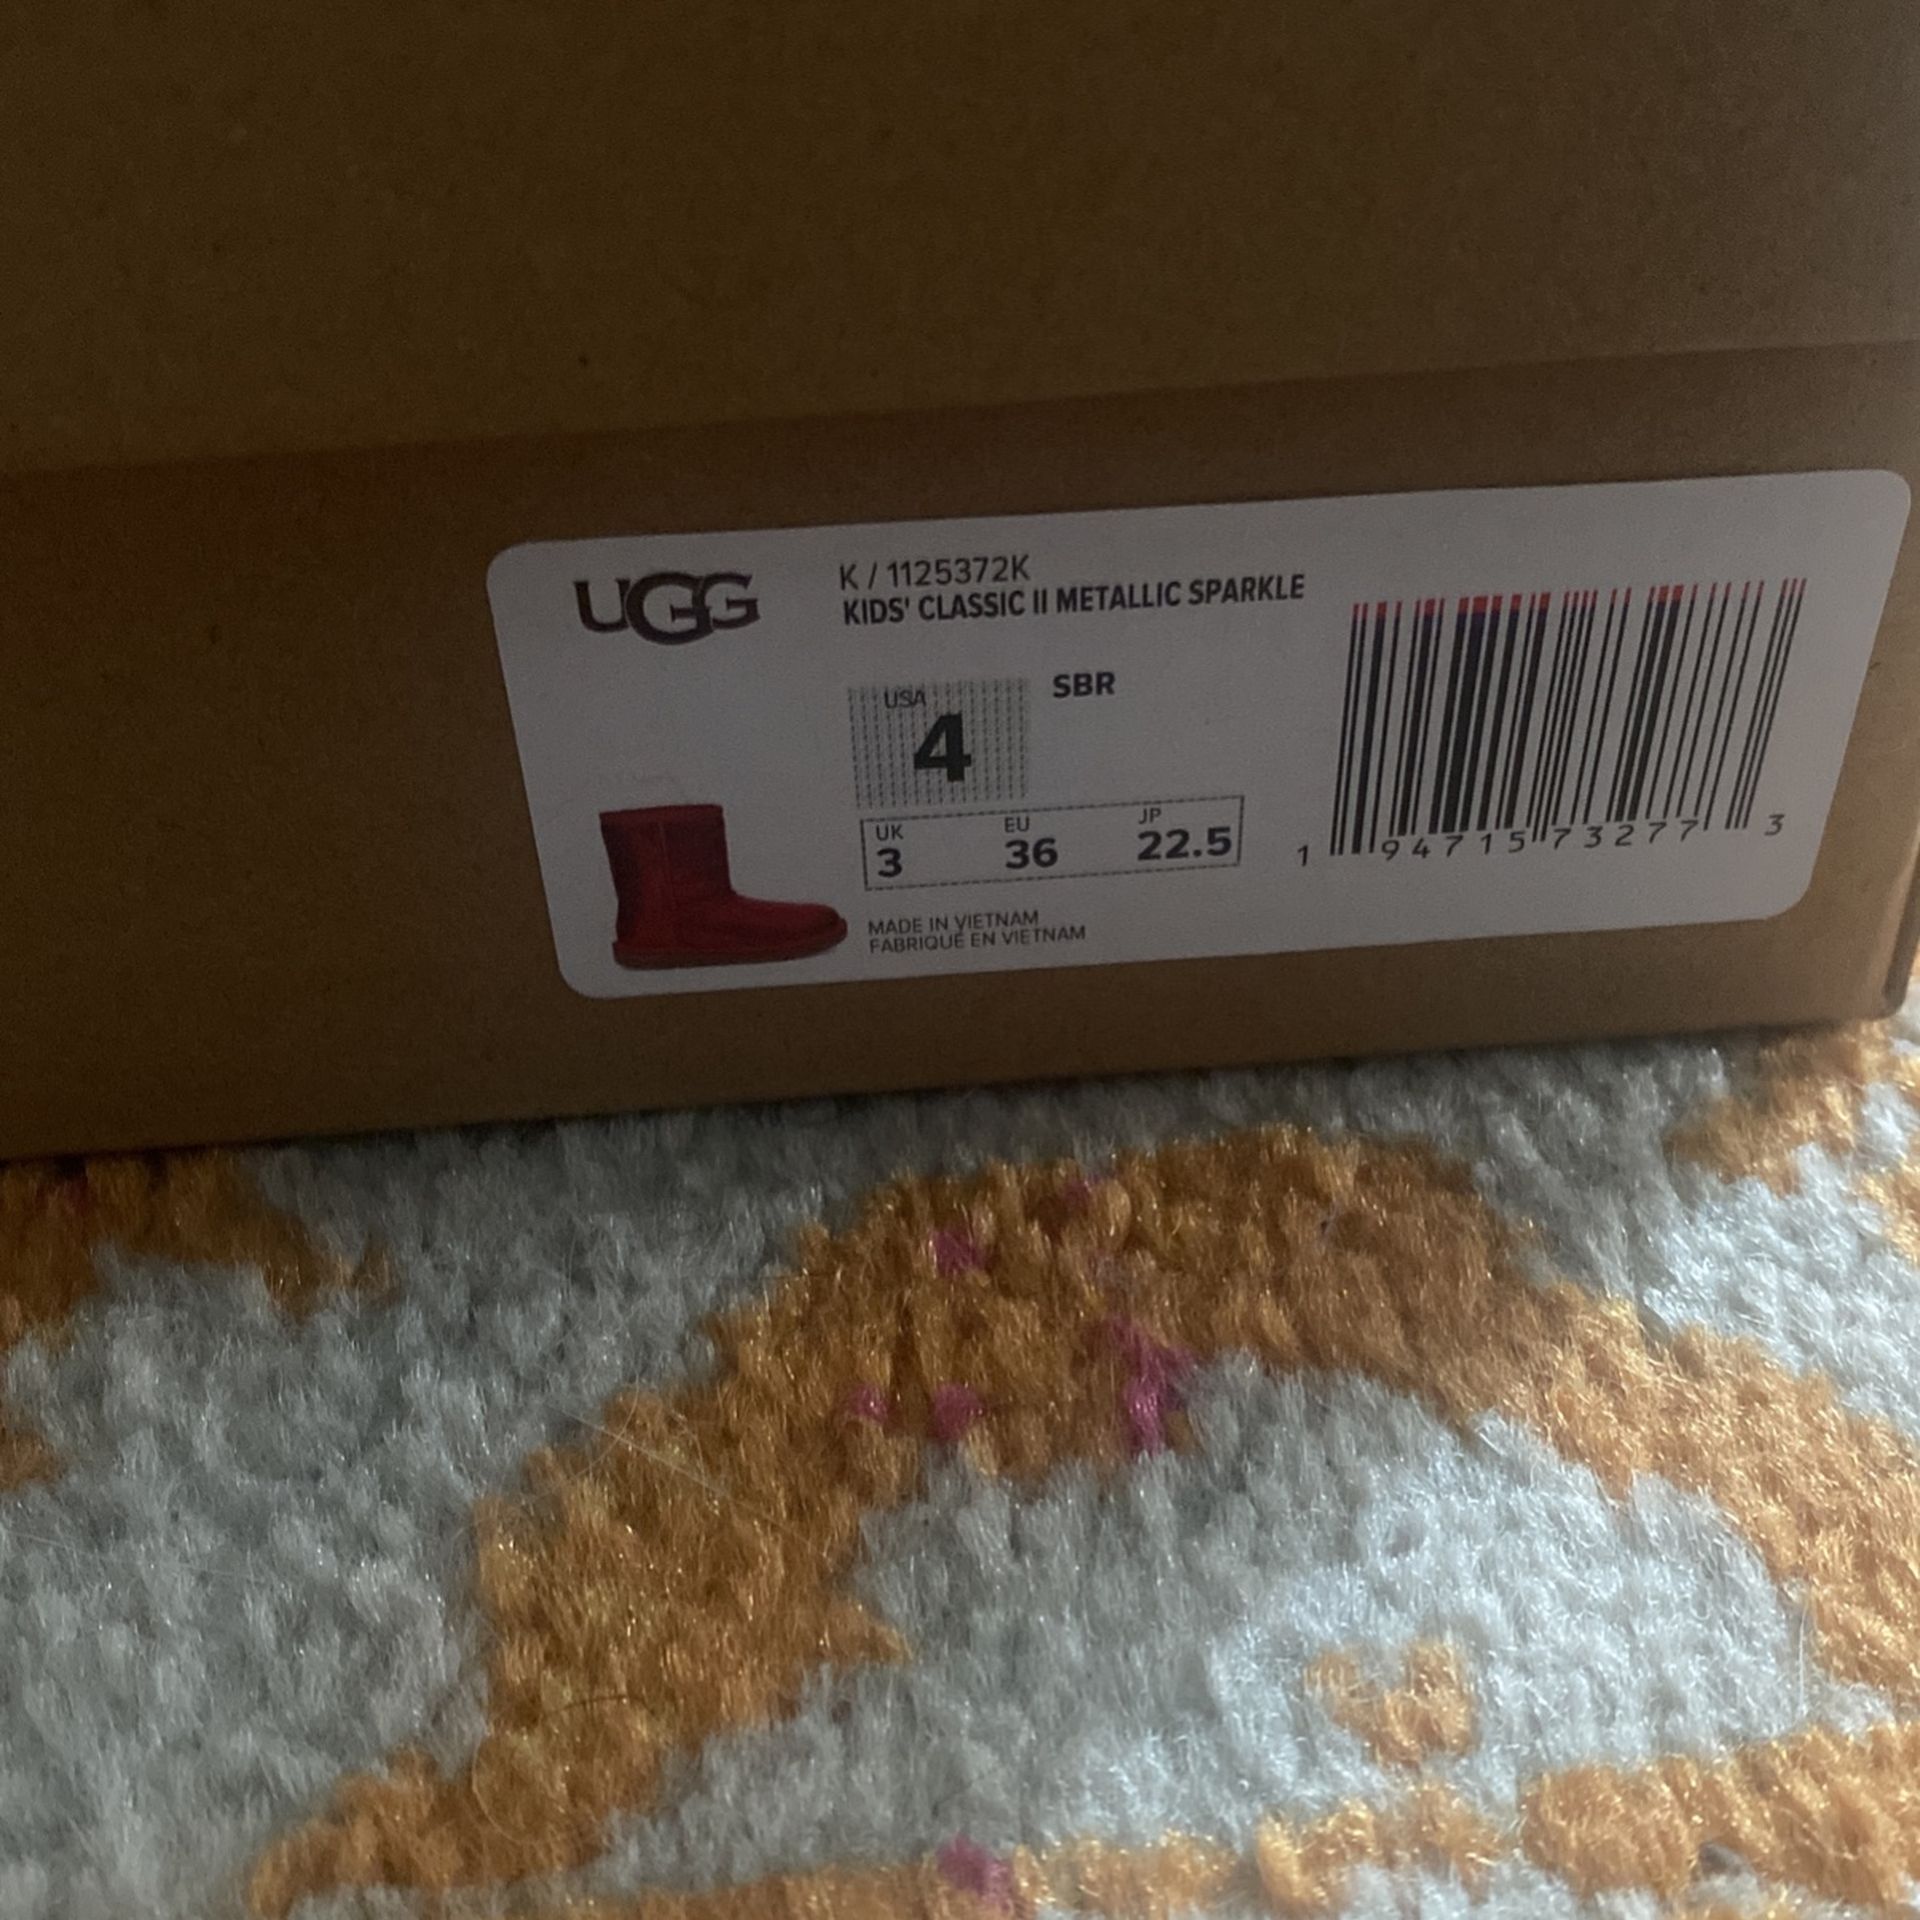 UGG
K / 1125372K
KIDS' CLASSIC II METALLIC SPARKLE
USA
4
SBR
UK
3
EU
36
JP
22.5
MADE IN VIETNAM
FABRIQUÉ EN VIETNAM
1 94715 73277 3